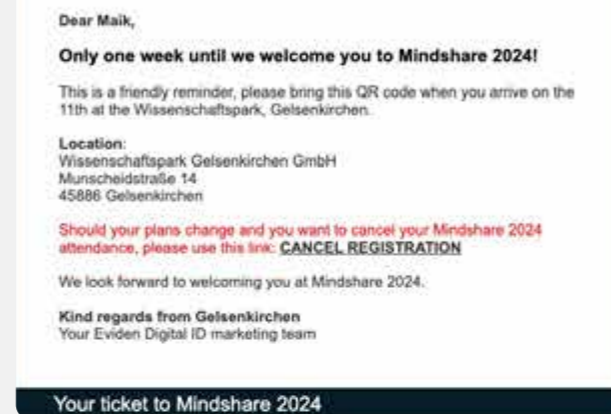 Dear Maik,
Only one week until we welcome you to Mindshare 2024!
This is a friendly reminder, please bring this QR code when you arrive on the
11th at the Wissenschaftspark, Gelsenkirchen.
Location:
Wissenschaftspark Gelsenkirchen GmbH
Munscheidstraße 14
45886 Gelsenkirchen
Should your plans change and you want to cancel your Mindshare 2024
attendance, please use this link: CANCEL REGISTRATION
We look forward to welcoming you at Mindshare 2024.
Kind regards from Gelsenkirchen
Your Eviden Digital ID marketing team
Your ticket to Mindshare 2024